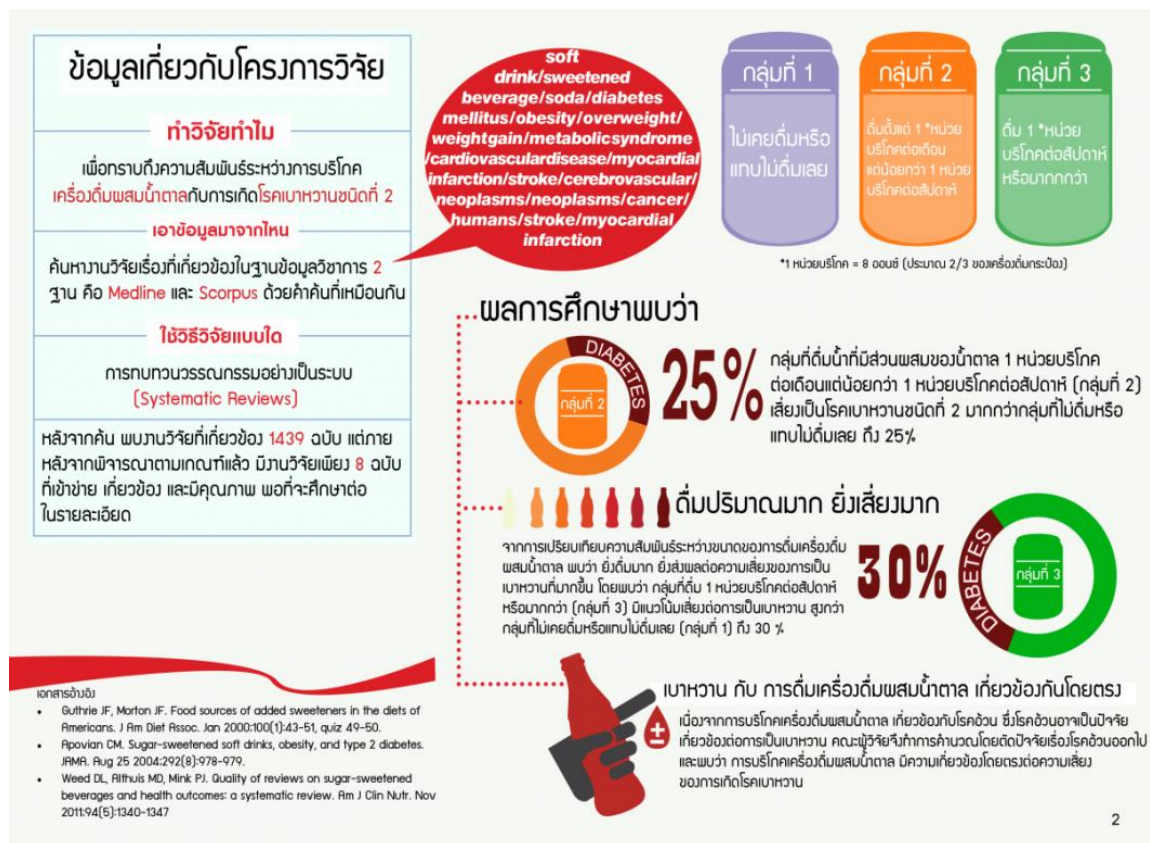 ข้อมูลเกี่ยวกับโครงการวิจัย
ทำวิจัยทำไม
เพื่อทราบถึงความสัมพันธ์ระหว่างการบริโภค
เครื่องดื่มผสมน้ำตาลกับการเกิดโรคเบาหวานชนิดที่ 2
เอาข้อมูลมาจากไหน
ค้นหางานวิจัยเรื่องที่เกี่ยวข้องในฐานข้อมูลวิชาการ 2
ฐาน คือ Medline และ Scorpus ด้วยคำค้นที่เหมือนกัน
ใช้วิธีวิจัยแบบใด
การทบทวนวรรณกรรมอย่างเป็นระบบ
(Systematic Reviews)
หลังจากค้น พบงานวิจัยที่เกี่ยวข้อง 1439 ฉบับ แต่ภาย
หลังจากพิจารณาตามเกณฑ์แล้ว มีงานวิจัยเพียง 8 ฉบับ
ที่เข้าข่าย เกี่ยวข้อง และมีคุณภาพ พอที่จะศึกษาต่อ
ในรายละเอียด
soft
drink/sweetened
beverage/soda/diabetes
mellitus/obesity/overweight/
weightgain/metabolicsyndrome
/cardiovasculardisease/myocardial
infarction/stroke/cerebrovascular/
neoplasms/neoplasms/cancer/
humans/stroke/myocardial
infarction
กลุ่มที่ 1
ไม่เคยดื่มหรือ
แทบไม่ดื่มเลย
กลุ่มที่ 2
ดื่มตั้งแต่ 1 *หน่วย
บริโภคต่อเดือน
แต่น้อยกว่า 1 หน่วย
บริโภคต่อสัปดาห์
กลุ่มที่ 3
ดื่ม 1 *หน่วย
บริโภคต่อสัปดาห์
หรือมากกกว่า
*1 หน่วยบริโภค = 8 ออนซ์ (ประมาณ 2/3 ของเครื่องดื่มกระป๋อง)
ผลการศึกษาพบว่า
DIABETES
กลุ่มที่ 2
25%
กลุ่มที่ดื่มน้ำที่มีส่วนผสมของน้ำตาล 1 หน่วยบริโภค
ต่อเดือนแต่น้อยกว่า 1 หน่วยบริโภคต่อสัปดาห์ (กลุ่มที่ 2)
เสี่ยงเป็นโรคเบาหวานชนิดที่ 2 มากกว่ากลุ่มที่ไม่ดื่มหรือ
แทบไม่ดื่มเลย ถึง 25%
ดื่มปริมาณมาก ยิ่งเสี่ยงมาก
จากการเปรียบเทียบความสัมพันธ์ระหว่างขนาดของการดื่มเครื่องดื่ม
ผสมน้ำตาล พบว่า ยิ่งดื่มมาก ยิ่งส่งผลต่อความเสี่ยงของการเป็น
เบาหวานที่มากขึ้น โดยพบว่า กลุ่มที่ดื่ม 1 หน่วยบริโภคต่อสัปดาห์
หรือมากกว่า (กลุ่มที่ 3) มีแนวโน้มเสี่ยงต่อการเป็นเบาหวาน สูงกว่า
กลุ่มที่ไม่เคยดื่มหรือแทบไม่ดื่มเลย (กลุ่มที่ 1) ถึง 30 %
30%
DIABETES
กลุ่มที่ 3
เบาหวาน กับ การดื่มเครื่องดื่มผสมน้ำตาล เกี่ยวข้องกันโดยตรง
เนื่องจากการบริโภคเครื่องดื่มผสมน้ำตาล เกี่ยวข้องกับโรคอ้วน ซึ่งโรคอ้วนอาจเป็นปัจจัย
เกี่ยวข้องต่อการเป็นเบาหวาน คณะผู้วิจัยจึงทำการคำนวณโดยตัดปัจจัยเรื่องโรคอ้วนออกไป
และพบว่า การบริโภคเครื่องดื่มผสมน้ำตาล มีความเกี่ยวข้องโดยตรงต่อความเสี่ยง
ของการเกิดโรคเบาหวาน
เอกสารอ้างอิง
• Guthrie JF, Morton JF. Food sources of added sweeteners in the diets of
Americans. J Am Diet Assoc. Jan 2000:100(1):43-51, quiz 49-50.
• Apovian CM. Sugar-sweetened soft drinks, obesity, and type 2 diabetes.
JAMA. Aug 25 2004:292(8):978-979.
• Weed DL, Althuis MD, Mink PJ. Quality of reviews on sugar-sweetened
beverages and health outcomes: a systematic review. Am J Clin Nutr. Nov
2011:94(5):1340-1347
2